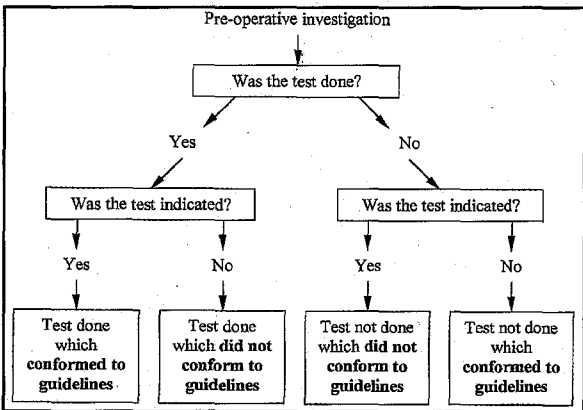 Pre-operative investigation
Was the test done?
Yes
No
Was the test indicated?
Was the test indicated?
Yes
No
Yes
No
Test done
which
conformed to
guidelines
Test done
which did not
conform to
guidelines
Test not done
which did not
conform to
guidelines
Test not done
which
conformed to
guidelines